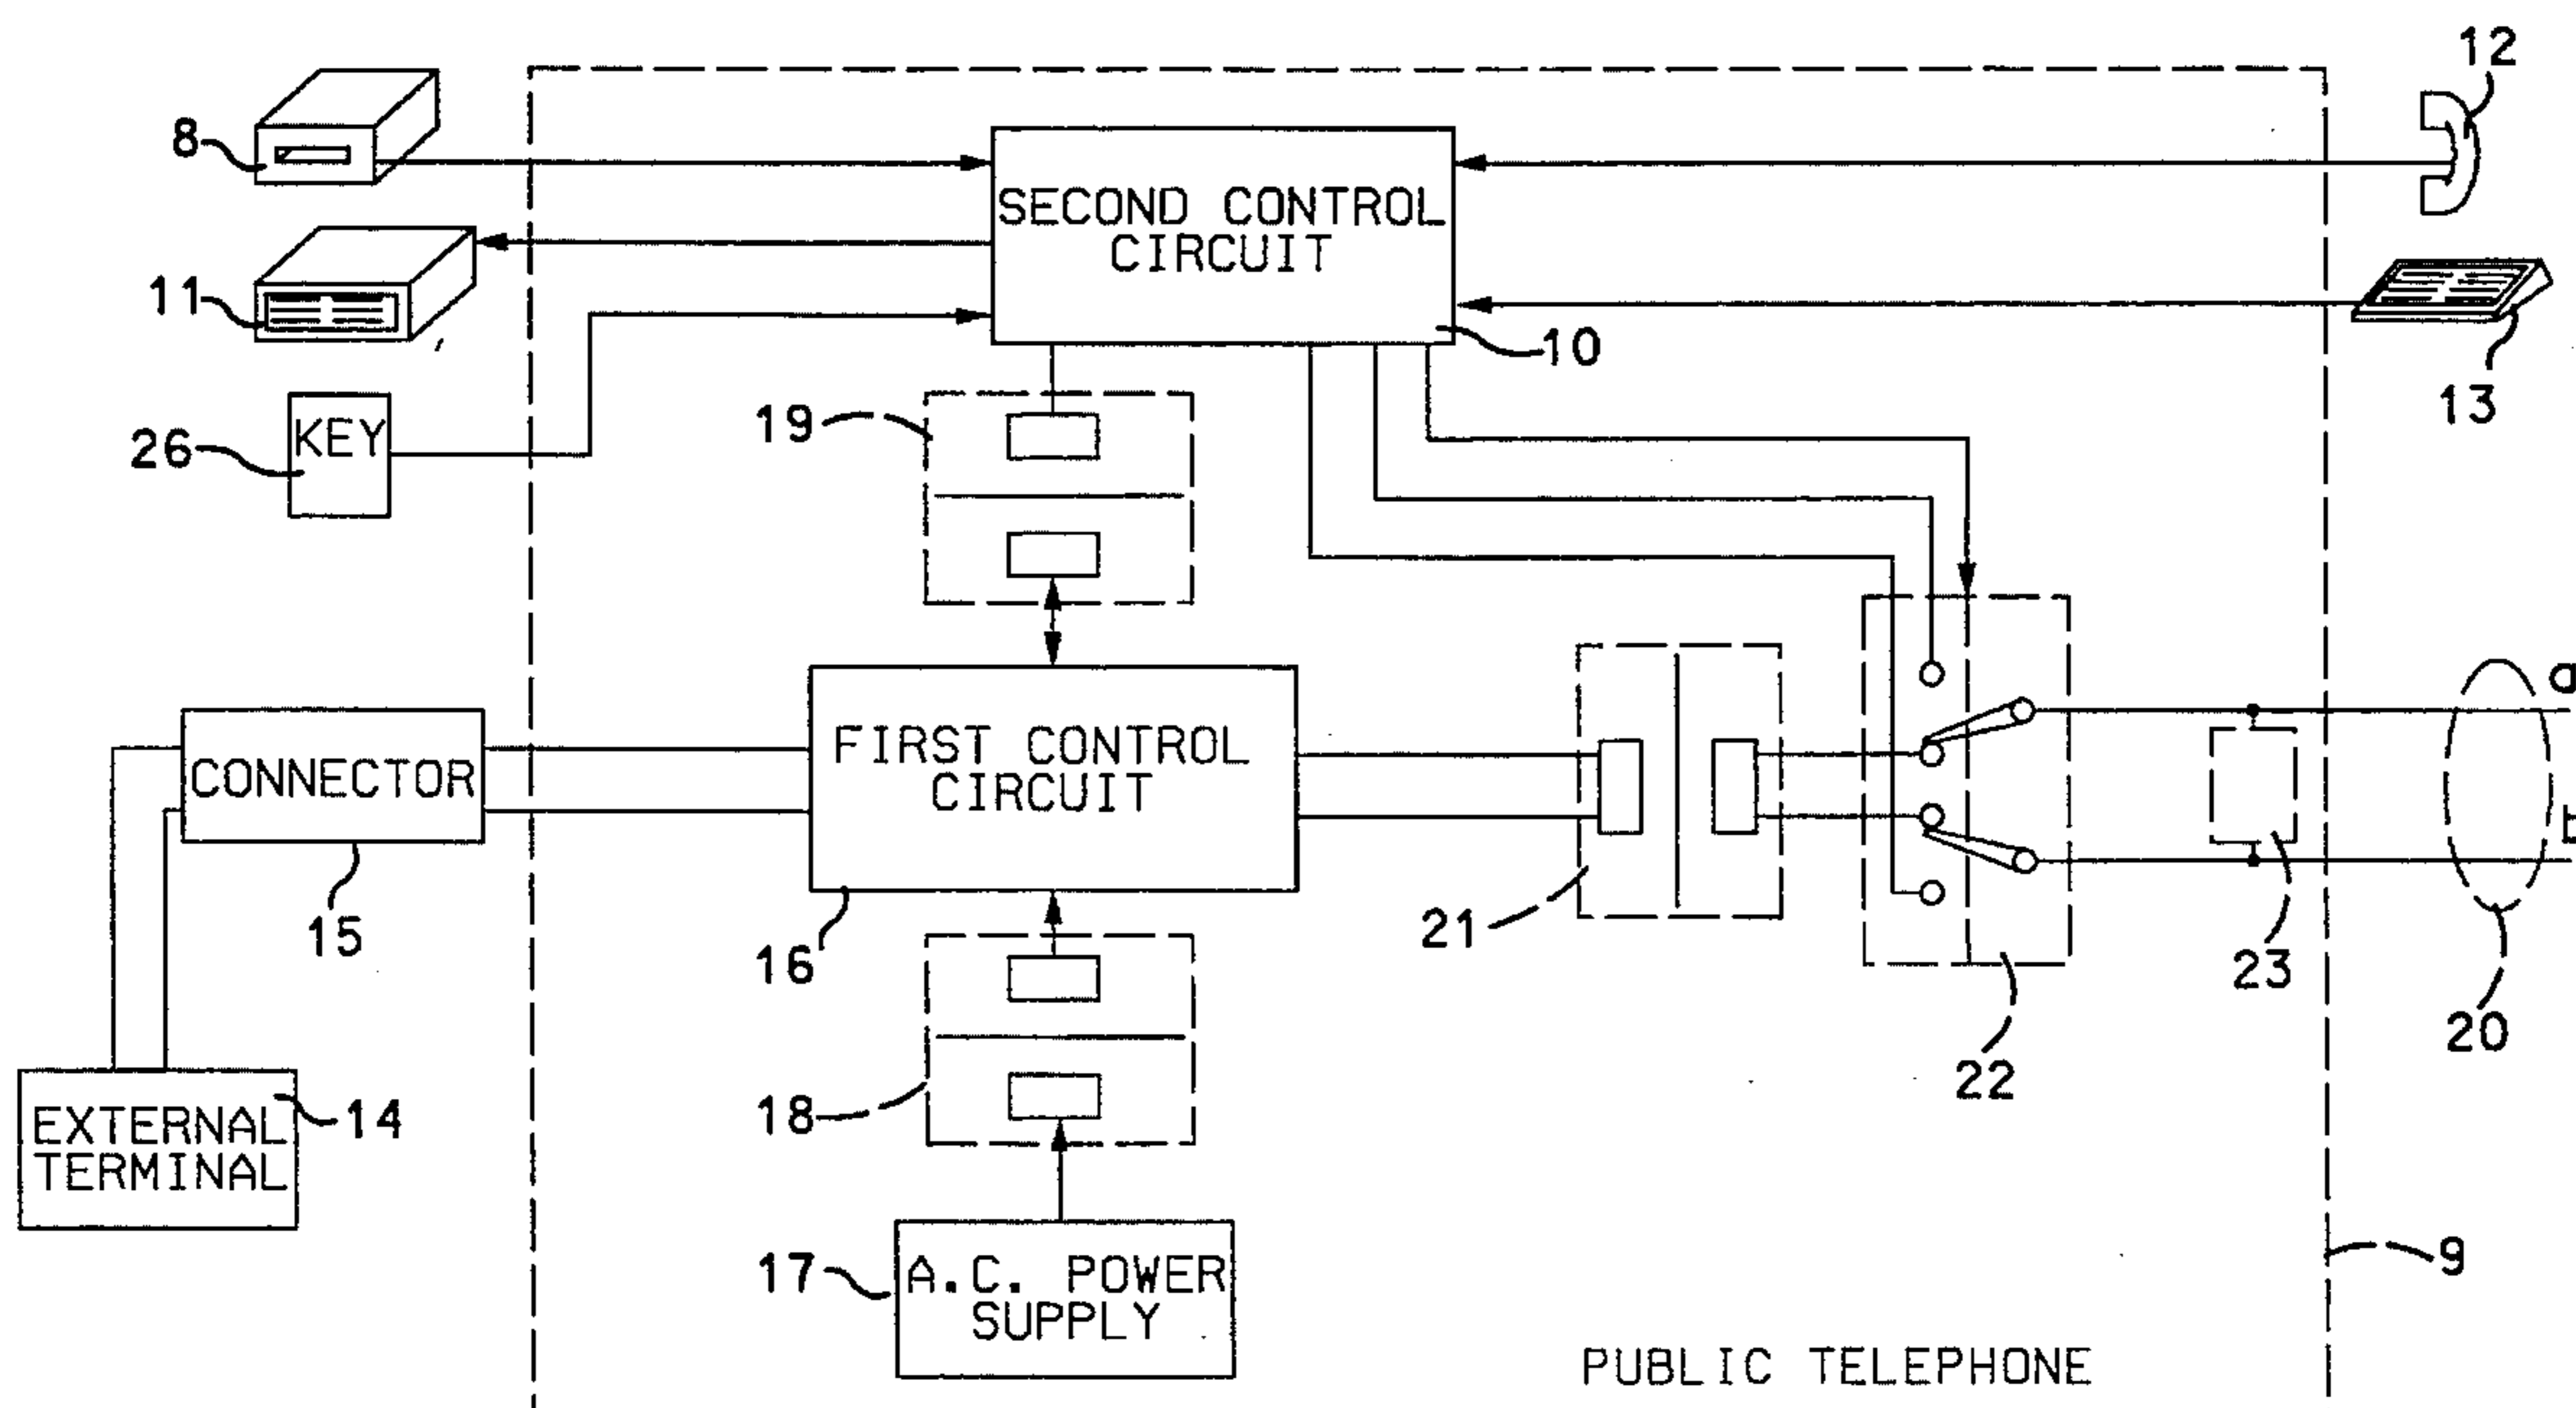 12
8
SECOND CONTROL
CIRCUIT
11
10
13
19
KEY
26
a
FIRST CONTROL
CIRCUIT
CONNECTOR
b
15
16
21
23
20
22
EXTERNAL
TERMINAL
14
18
17
A.C. POWER
SUPPLY
9
PUBLIC TELEPHONE